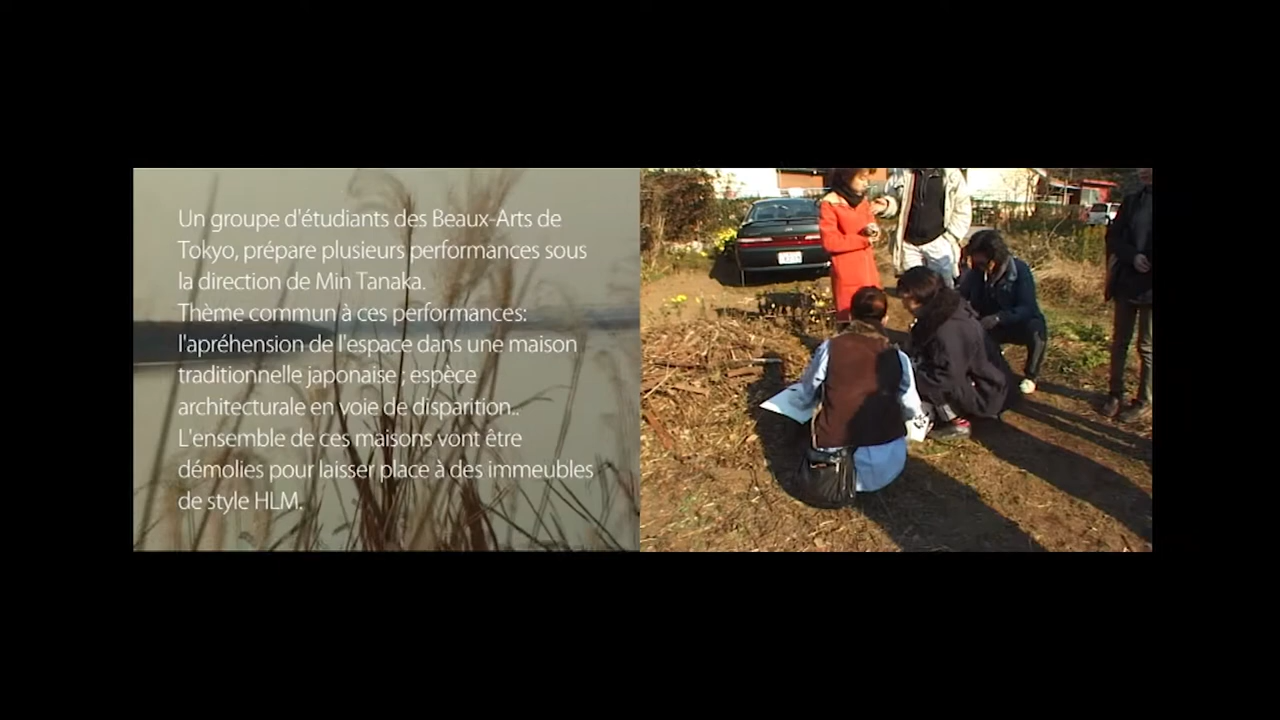 Un groupe d'étudiants des Beaux-Arts de
Tokyo, prépare plusieurs performances sous
la direction de Min Tanaka.
Thème commun à ces performances:
l'apréhension de l'espace dans une maison
traditionnelle japonaise ; espèce
architecturale en voie de disparition..
L'ensemble de ces maisons vont être
démolies pour laisser place à des immeubles
de style HLM.